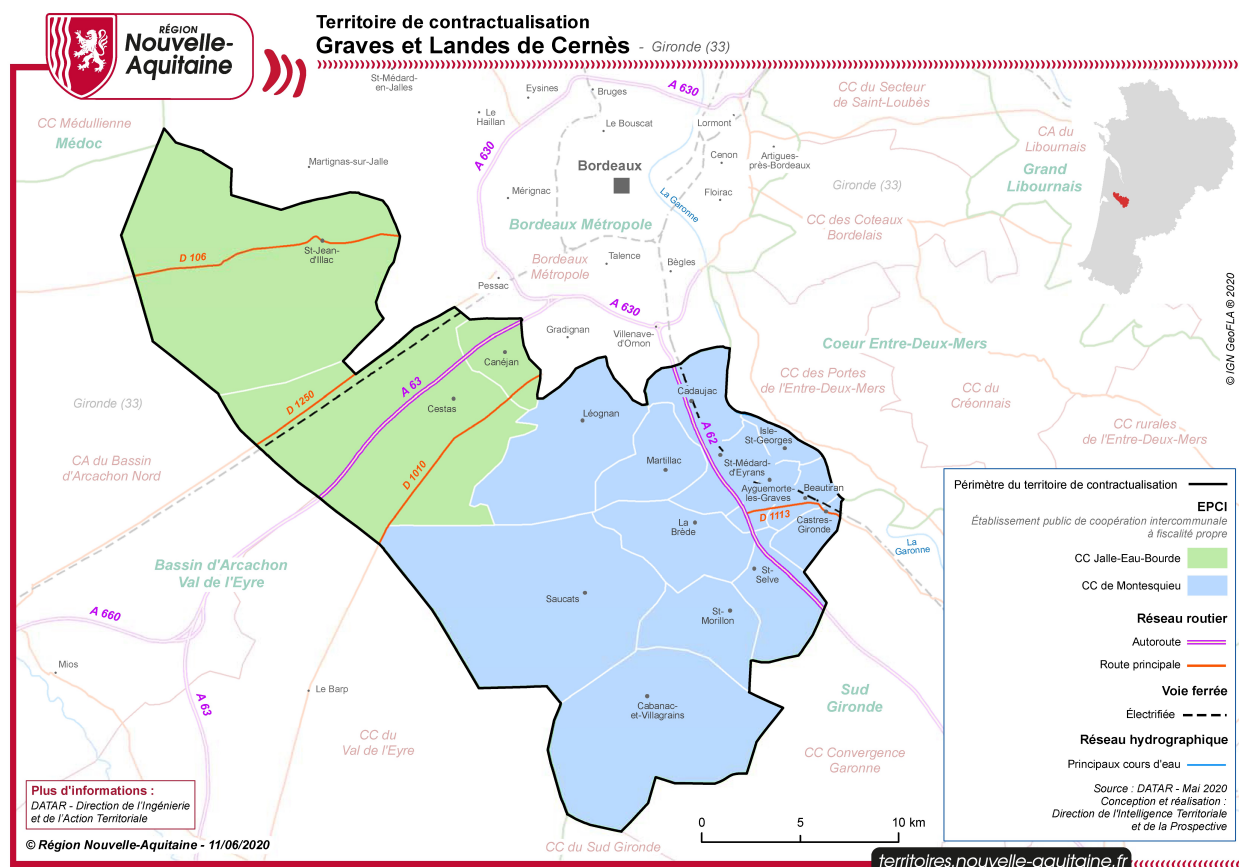 RÉGION
Nouvelle-
Aquitaine
Territoire de contractualisation
Graves et Landes de Cernès - Gironde (33)
St-Médard-
en-Jalles
Eysines
Bruges
A 630
CC du Secteur
de Saint-Loubès
Le
Haillan
Le Bouscat
Lormont
CC Médullienne
Médoc
CA du
Libournais
Grand
Libournais
Martignas-sur-Jalle
A 630
Bordeaux
Cenon
Artigues-
près-Bordeaux
Mérignac
La Garonne
Floirac
Gironde (33)
Bordeaux Métropole
CC des Coteaux
Bordelais
D 106
St-Jean-
d'Illac
Bordeaux
Métropole
Talence
Bègles
Pessac
A 630
Gradignan
Villenave-
d'Ornon
Coeur Entre-Deux-Mers
© IGN GeoFLA ® 2020
Canéjan
A 63
CC des Portes
de l'Entre-Deux-Mers
CC du
Créonnais
Gironde (33)
D 1250
Cestas
Cadaujac
Léognan
A 62
Isle-
St-Georges
CC rurales
de l'Entre-Deux-Mers
CA du Bassin
d'Arcachon Nord
D 1010
Martillac
St-Médard-
d'Eyrans
Ayguemorte-
les-Graves
Beautiran
D 1113
Castres-
Gironde
La
Brède
La
Garonne
Bassin d'Arcachon
Val de l'Eyre
St-
Selve
Saucats
St-
Morillon
A 660
Mios
A 63
Le Barp
Cabanac-
et-Villagrains
Sud
Gironde
CC du
Val de l'Eyre
CC Convergence
Garonne
CC du Sud Gironde
Périmètre du territoire de contractualisation
EPCI
Établissement public de coopération intercommunale
à fiscalité propre
CC Jalle-Eau-Bourde
CC de Montesquieu
Réseau routier
Autoroute
Route principale
Voie ferrée
Électrifiée
Réseau hydrographique
Principaux cours d'eau
Source : DATAR - Mai 2020
Conception et réalisation :
Direction de l'Intelligence Territoriale
et de la Prospective
Plus d'informations :
DATAR - Direction de l'Ingénierie
et de l'Action Territoriale
© Région Nouvelle-Aquitaine - 11/06/2020
0 5 10 km
territoires.nouvelle-aquitaine.fr